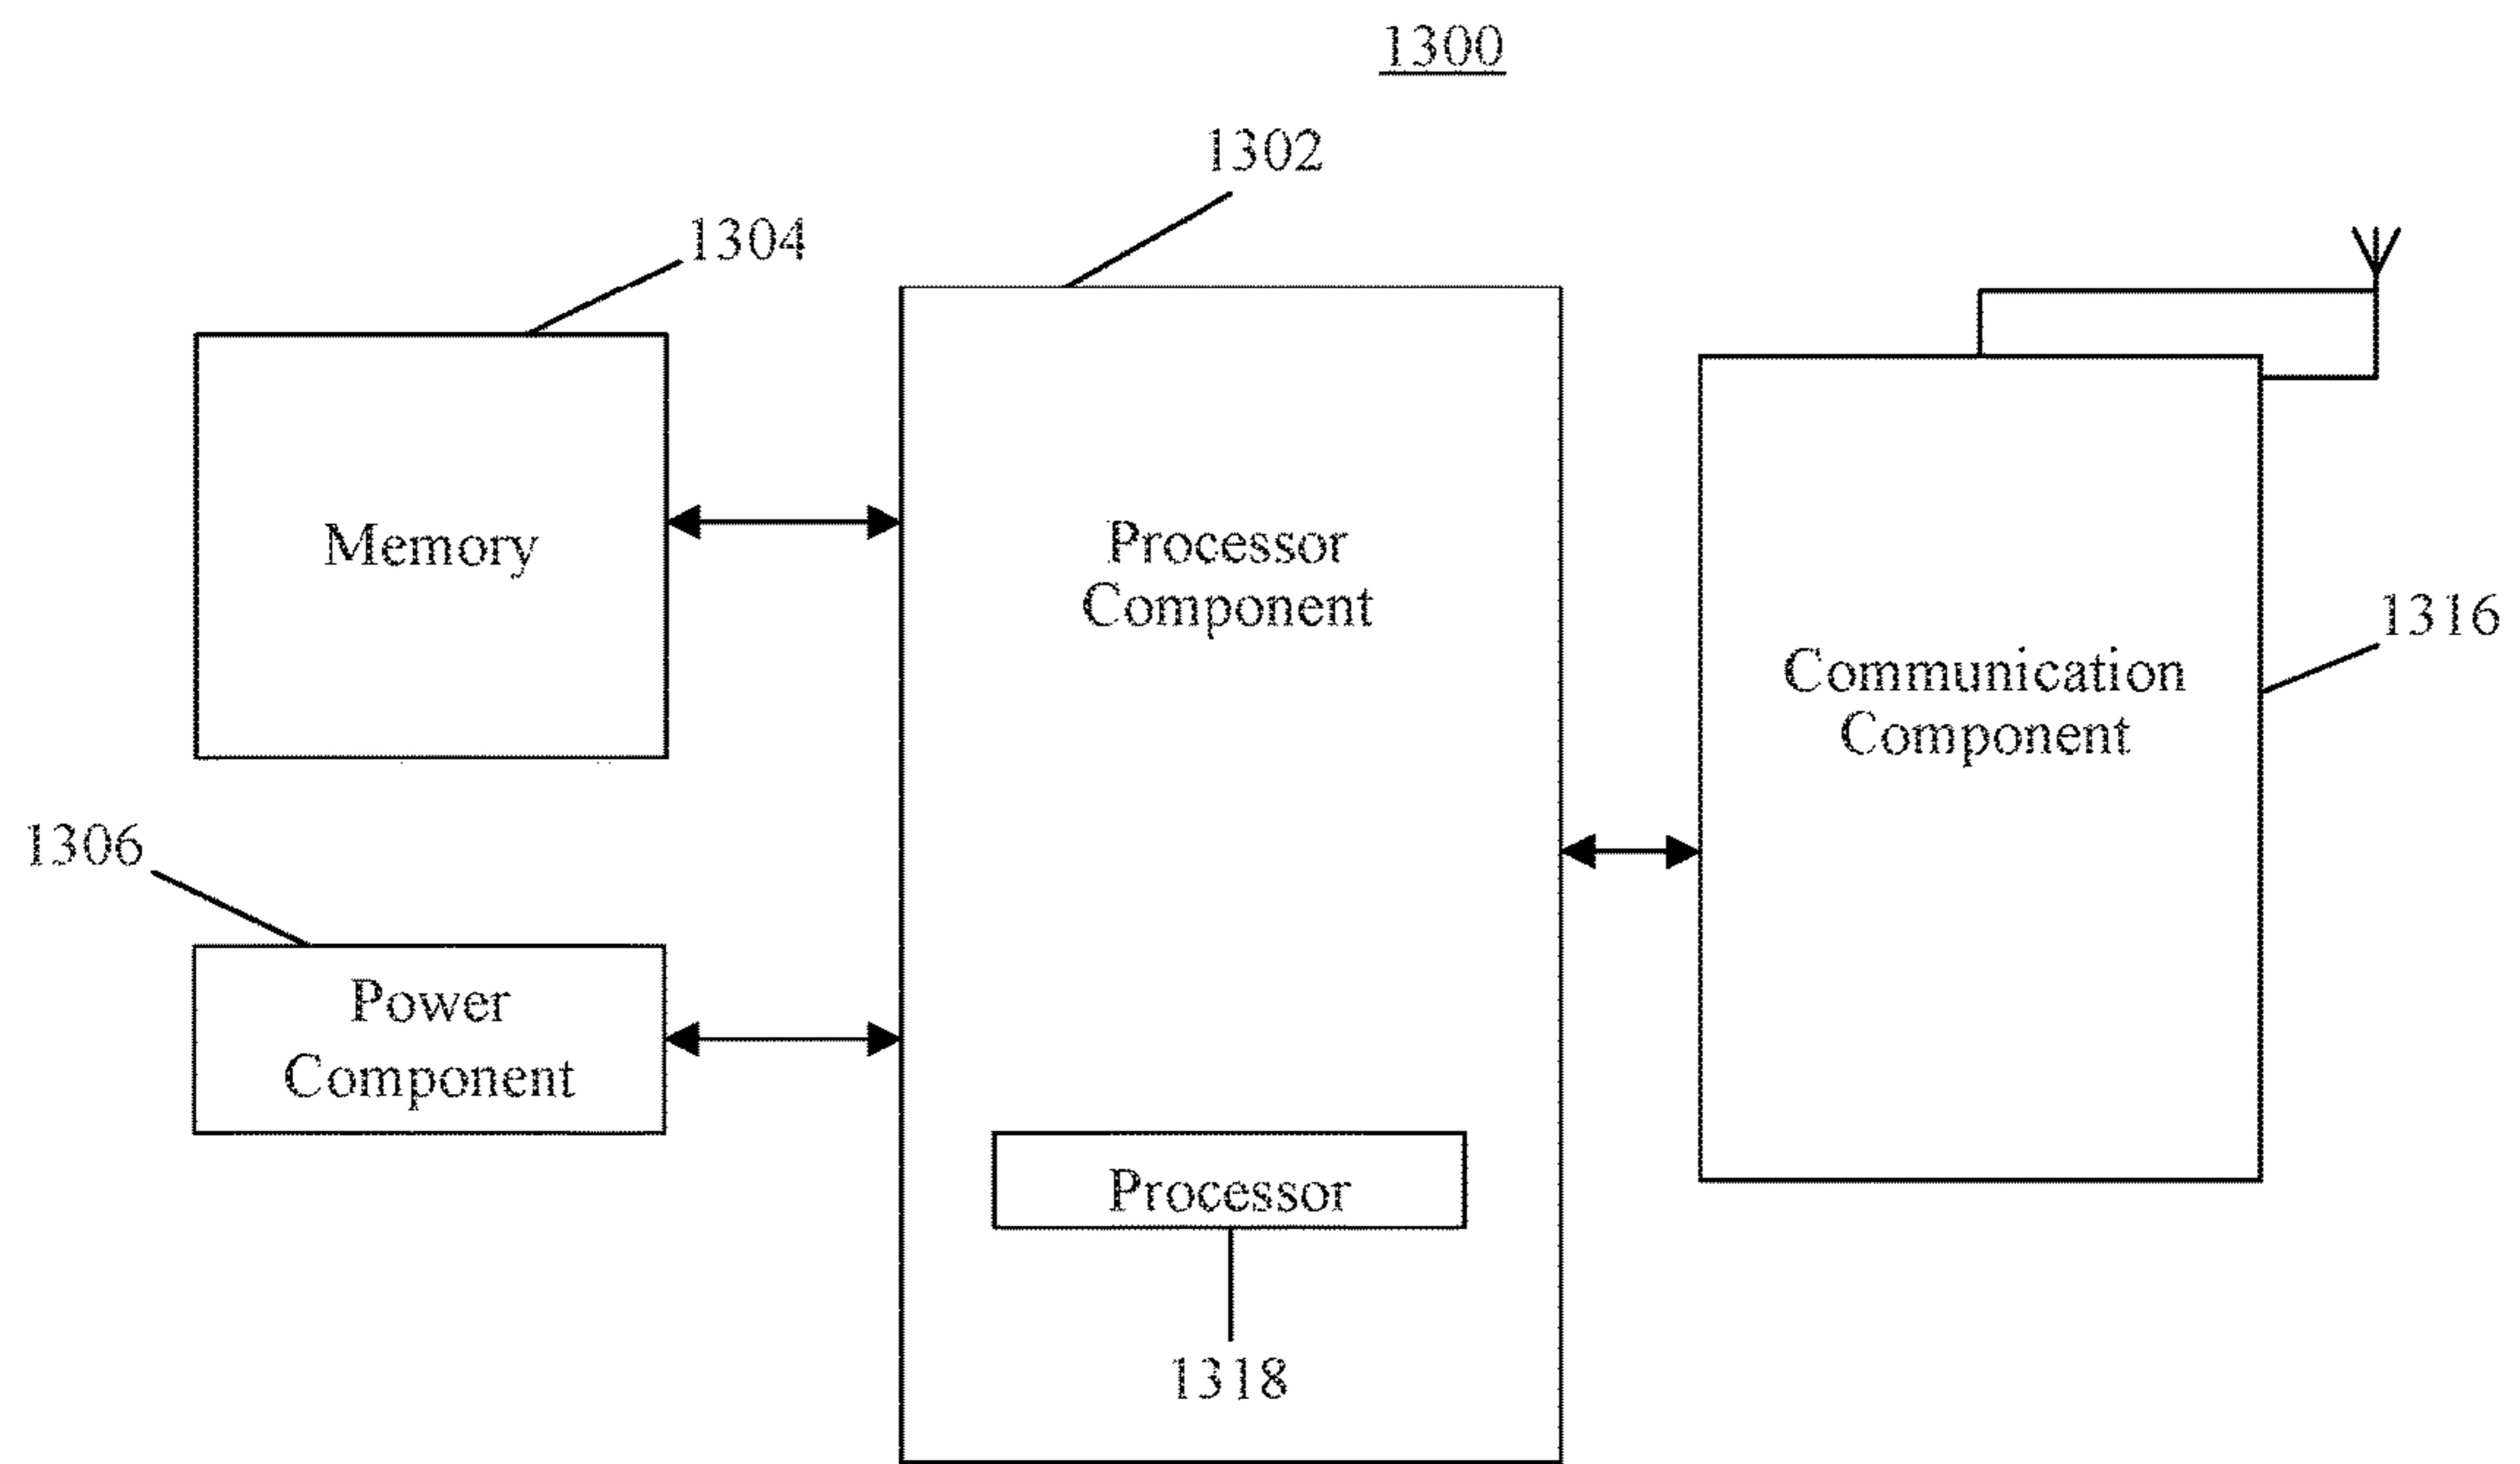 1300
1302
1304
Memory
Processor
Component
Communication
Component
1316
1306
Power
Component
Processor
1318